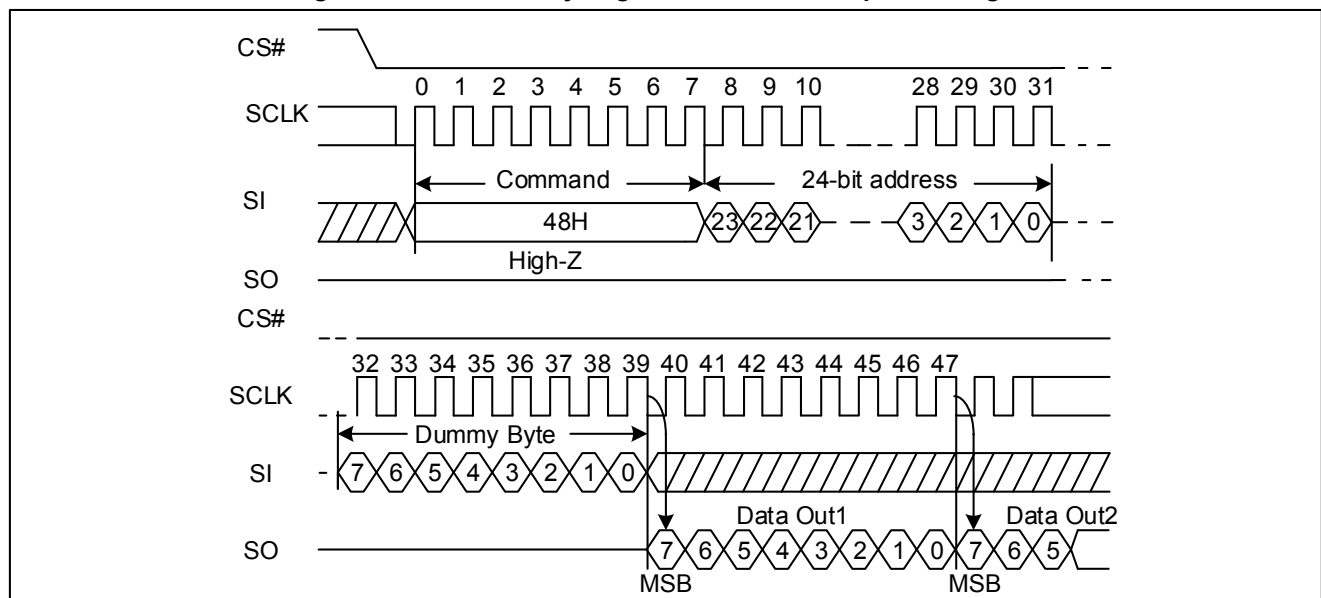 CS#
0 1 2 3 4 5 6 7 8 9 10 28 29 30 31
SCLK
Command 24-bit address
SI
48H 23 22 21 3 2 1 0
High-Z
SO
CS#
32 33 34 35 36 37 38 39 40 41 42 43 44 45 46 47
SCLK
Dummy Byte
SI 7 6 5 4 3 2 1 0
Data Out1 Data Out2
SO 7 6 5 4 3 2 1 0 7 6 5
MSB MSB